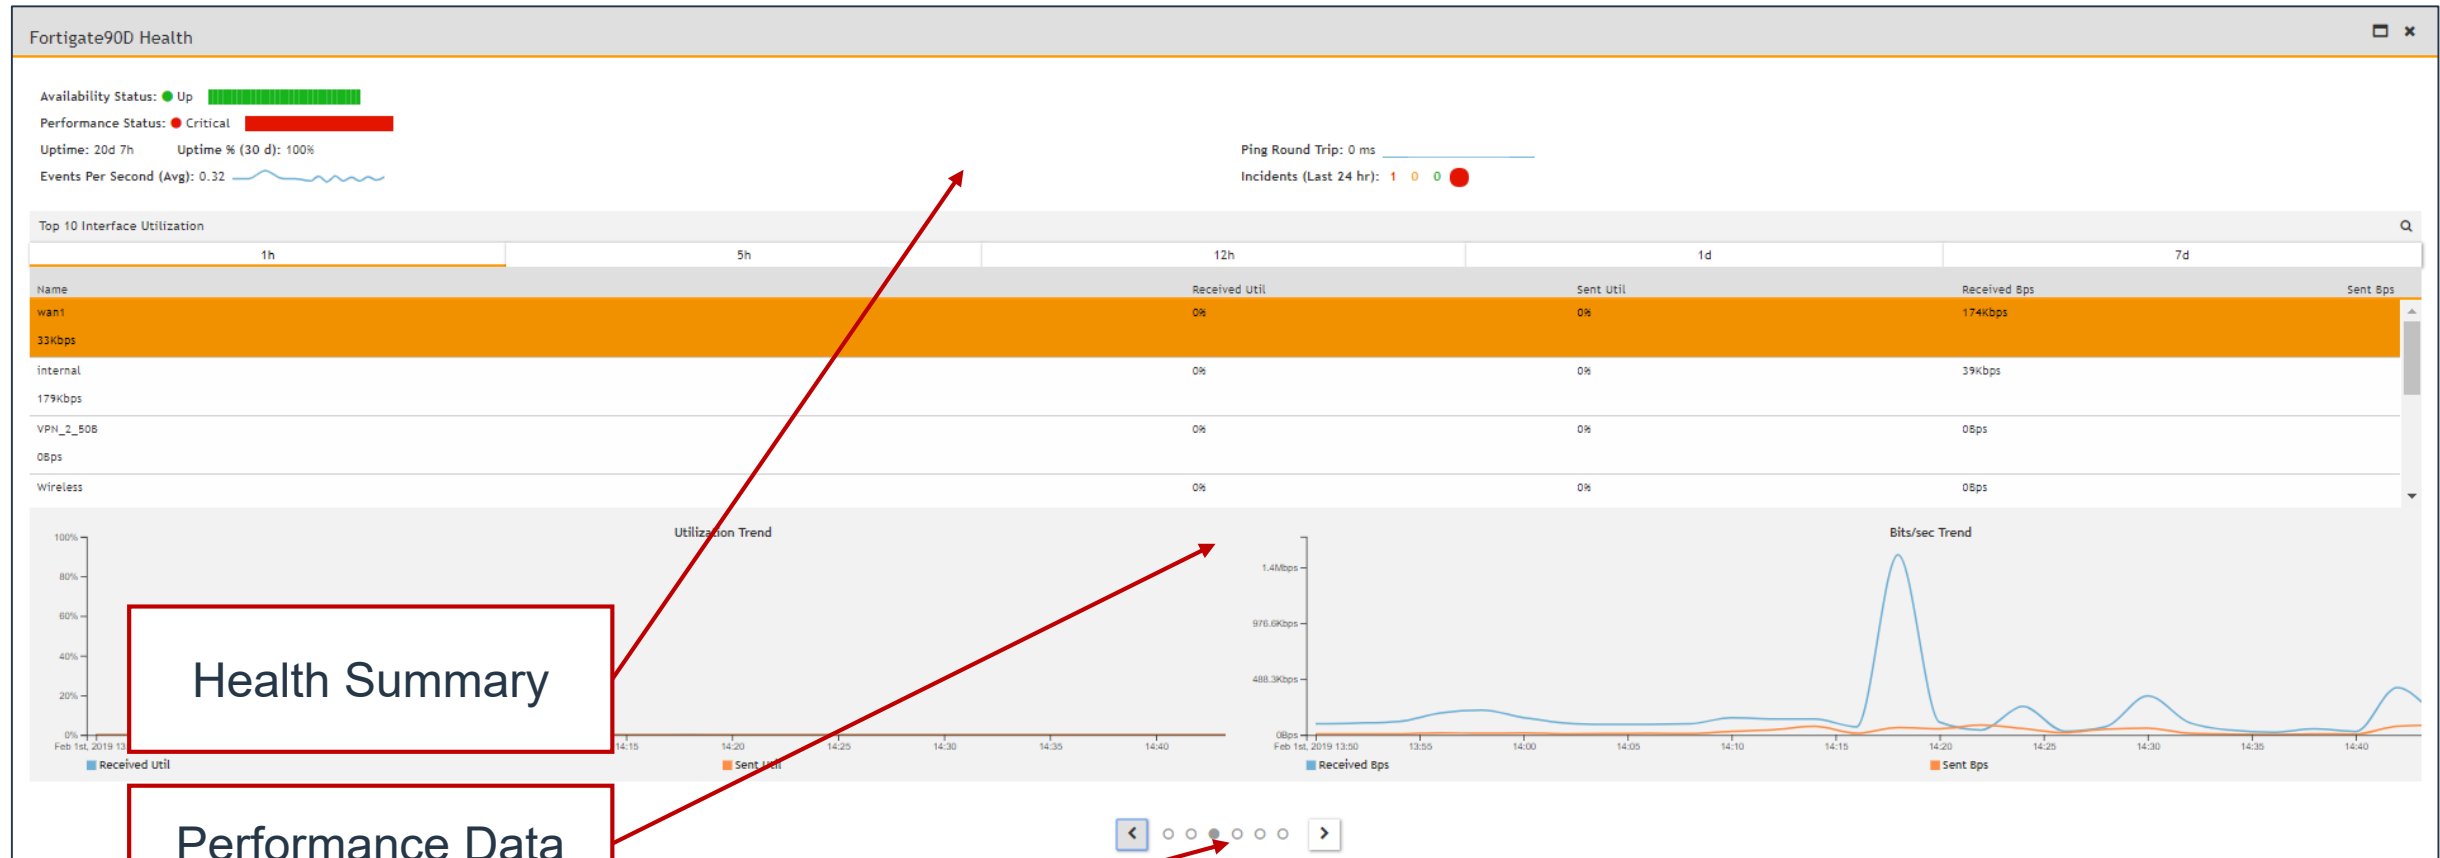 Fortigate90D Health
Availability Status: Up
Performance Status: Critical
Uptime: 20d 7h Uptime % (30 d): 100%
Ping Round Trip: 0 ms
Events Per Second (Avg): 0.32
Incidents (Last 24 hr): 1 0 0
Top 10 Interface Utilization
1h 5h 12h 1d 7d
Name Received Util Sent Util Received Bps Sent Bps
wan1 0% 0% 174Kbps
33Kbps
internal 0% 0% 39Kbps
179Kbps
VPN_2_50B 0% 0% 0Bps
0Bps
Wireless 0% 0% 0Bps
Utilization Trend
100%
80%
60%
40%
20%
0%
Feb 1st, 2019 13 14:15 14:20 14:25 14:30 14:35 14:40
Received Util Sent Util
Bits/sec Trend
1.4Mbps
976.6Kbps
488.3Kbps
0Bps
Feb 1st, 2019 13:50 13:55 14:00 14:05 14:10 14:15 14:20 14:25 14:30 14:35 14:40
Received Bps Sent Bps
Health Summary
Performance Data